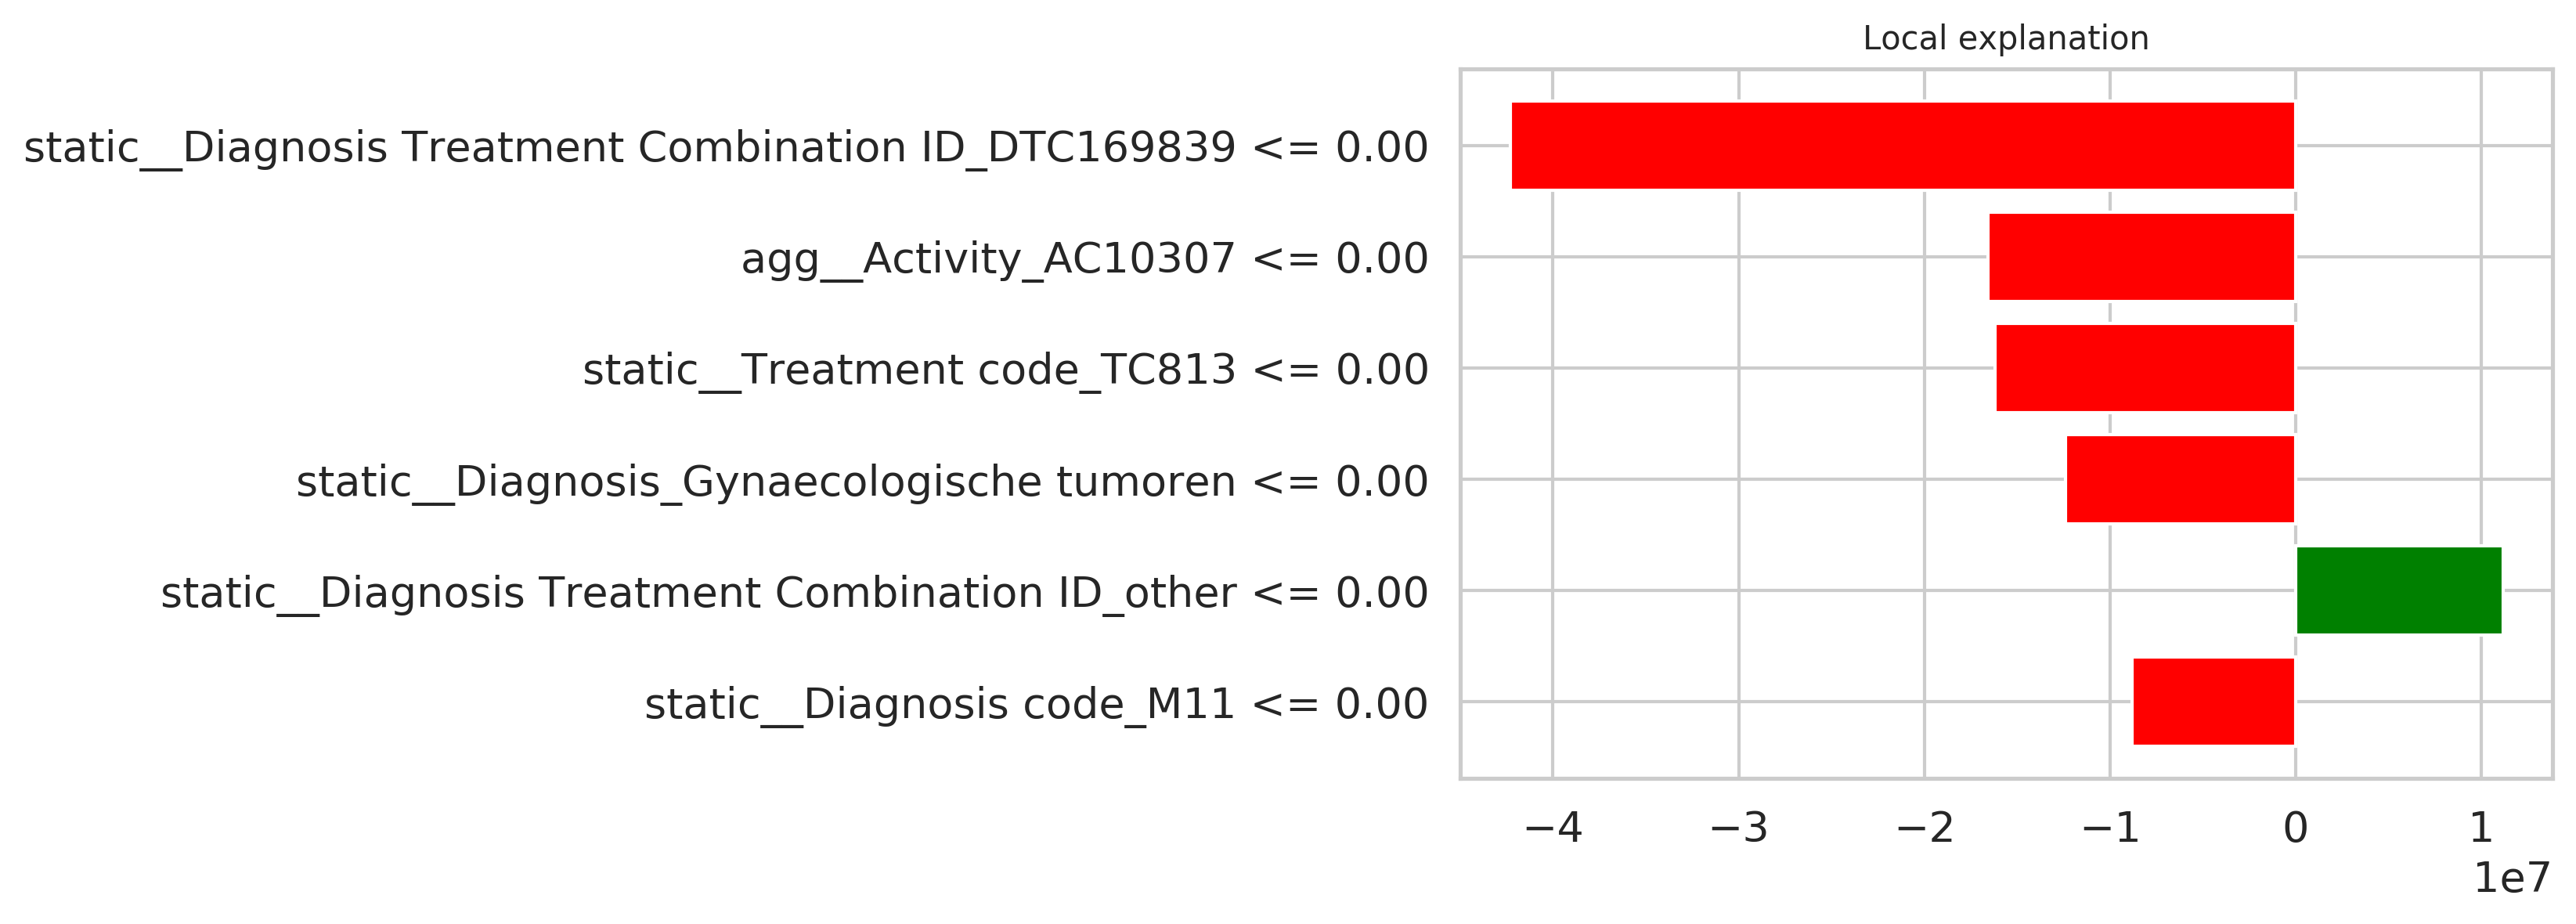 Local explanation
static__Diagnosis Treatment Combination ID_DTC169839 <= 0.00
agg__Activity_AC10307 <= 0.00
static__Treatment code_TC813 <= 0.00
static__Diagnosis_Gynaecologische tumoren <= 0.00
static__Diagnosis Treatment Combination ID_other <= 0.00
static__Diagnosis code_M11 <= 0.00
−4 −3 −2 −1 0 1
1e7